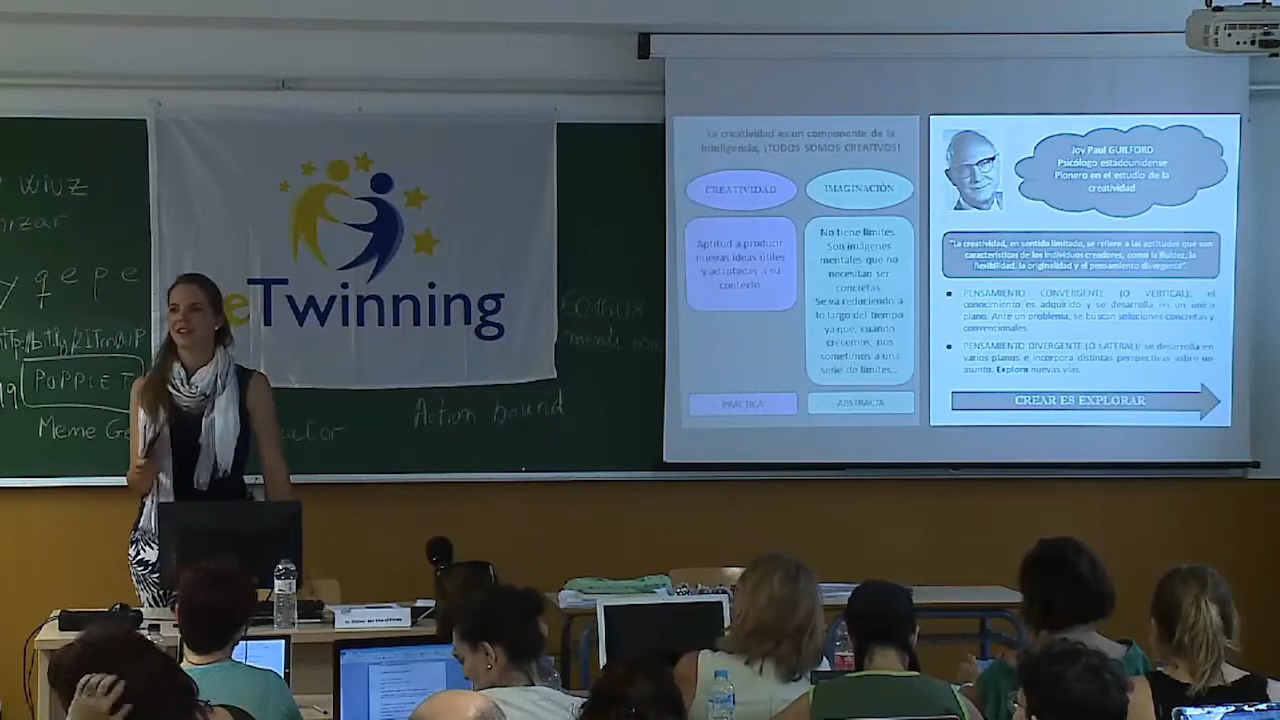 wiuz
y qepe
POPPLET
Meme Ge
eator
Action bound
eTwinning
La creatividad es un componente de la
inteligencia, ¡TODOS SOMOS CREATIVOS!
CREATIVIDAD
IMAGINACIÓN
Aptitud a producir
nuevas ideas útiles
y adaptadas a su
contexto.
No tiene límites.
Son imágenes
mentales que no
necesitan ser
concretas.
Se va reduciendo a
lo largo del tiempo
ya que, cuando
crecemos, nos
sometimos a una
serie de límites...
PRÁCTICA
ABSTRACTA
Joy Paul GUILFORD
Psicólogo estadounidense
Pionero en el estudio de la
creatividad
"La creatividad, en sentido limitado, se refiere a las aptitudes que son
características de los individuos creadores, como la fluidez, la
flexibilidad, la originalidad y el pensamiento divergente".
PENSAMIENTO CONVERGENTE (O VERTICAL): el
conocimiento es adquirido y se desarrolla en un único
plano. Ante un problema, se buscan soluciones concretas y
convencionales.
PENSAMIENTO DIVERGENTE (O LATERAL): se desarrolla en
varios planos e incorpora distintas perspectivas sobre un
asunto. Explora nuevas vías.
CREAR ES EXPLORAR